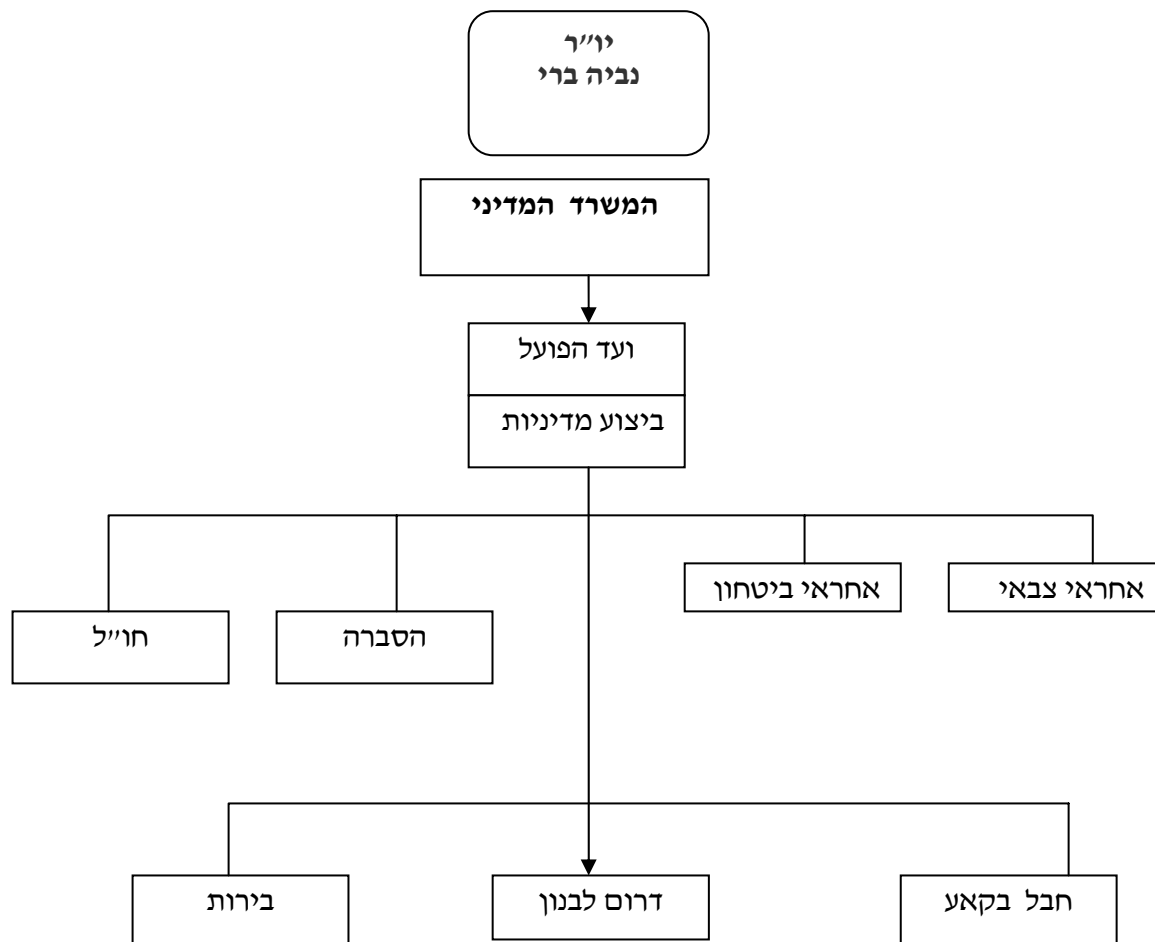 יו״ר
נביה ברי
המשרד המדיני
ועד הפועל
ביצוע מדיניות
אחראי צבאי
אחראי ביטחון
הסברה
חו״ל
חבל בקאע
דרום לבנון
בירות